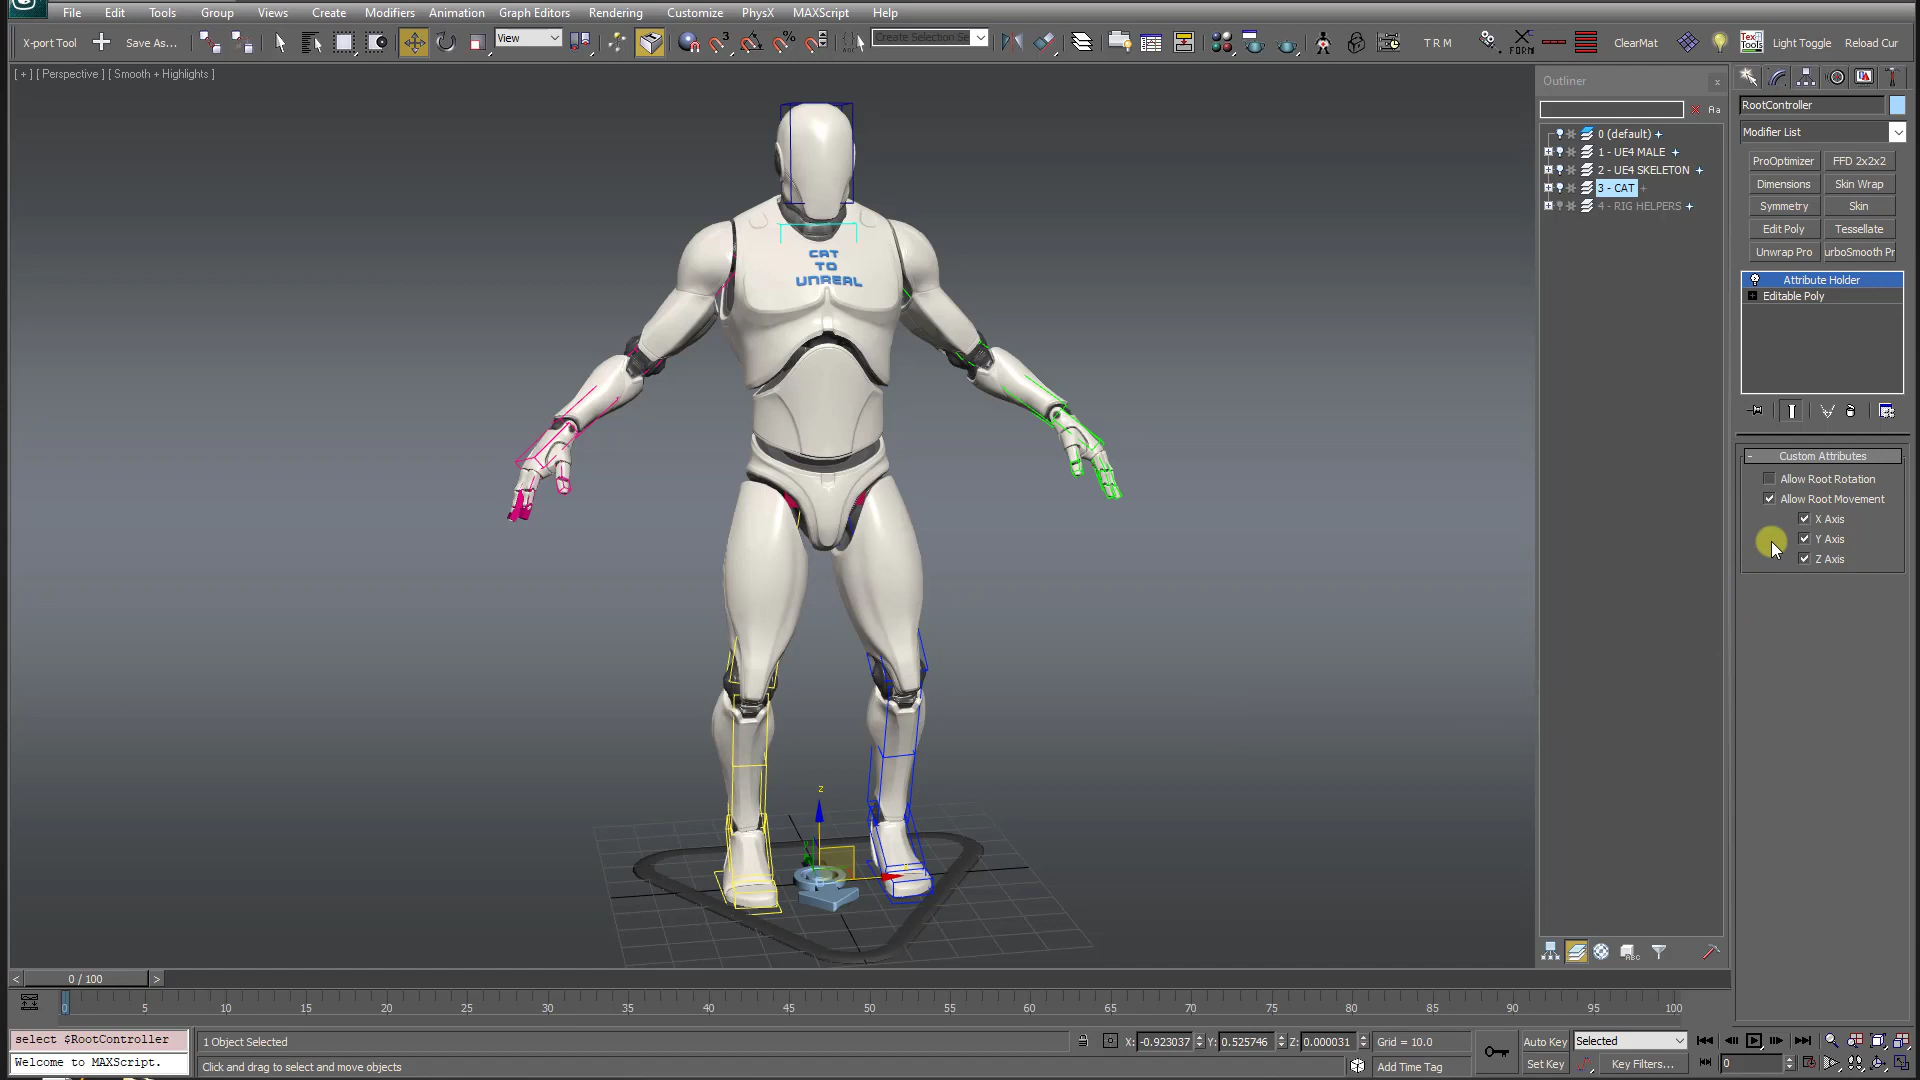 File Edit Tools Group Views Create Modifiers Animation Graph Editors Rendering Customize PhysX MAXScript Help
X-port Tool Save As... View Create Selection Se TRM FORM ClearMat TexTools Light Toggle Reload Cur
[ + ] [ Perspective ] [ Smooth + Highlights ]
Outliner
Aa
0 (default)
1 - UE4 MALE
2 - UE4 SKELETON
3 - CAT
4 - RIG HELPERS
RootController
Modifier List
ProOptimizer FFD 2x2x2
Dimensions Skin Wrap
Symmetry Skin
Edit Poly Tessellate
Unwrap Pro urboSmooth Pr
Attribute Holder
Editable Poly
Custom Attributes
Allow Root Rotation
Allow Root Movement
X Axis
Y Axis
Z Axis
CAT
TO
UNREAL
z
0 / 100
0 5 10 15 20 25 30 35 40 45 50 55 60 65 70 75 80 85 90 95 100
select $RootController
Welcome to MAXScript.
1 Object Selected X: -0.923037 Y: 0.525746 Z: 0.000031 Grid = 10.0 Auto Key Selected
Click and drag to select and move objects Add Time Tag Set Key Key Filters... 0